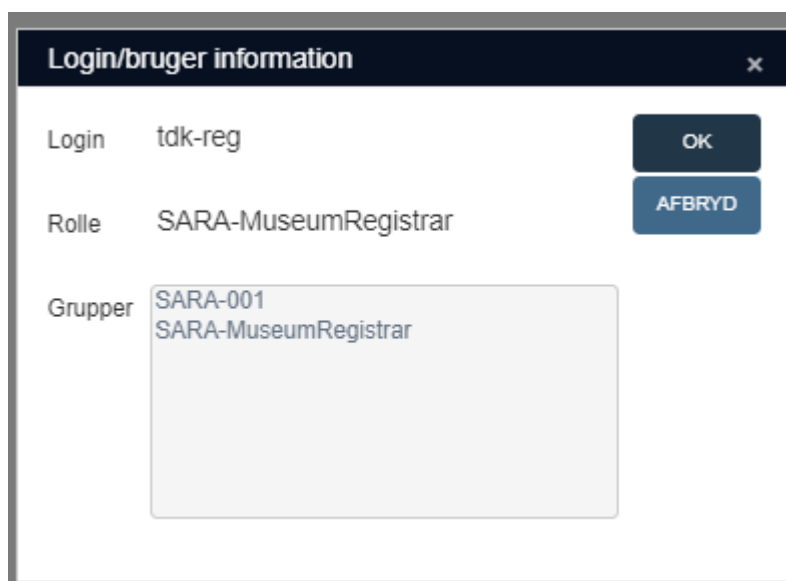 Login/bruger information ×
Login tdk-reg
OK
AFBRYD
Rolle SARA-MuseumRegistrar
Grupper SARA-001
SARA-MuseumRegistrar